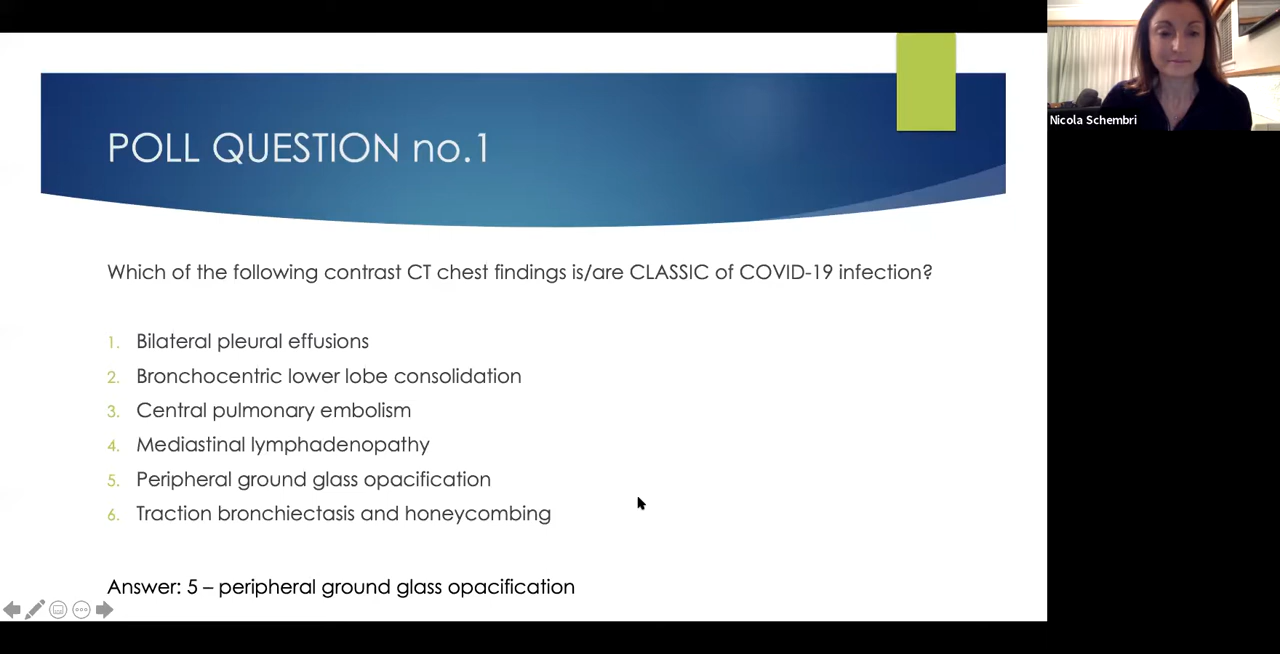 POLL QUESTION no.1
Nicola Schembri
Which of the following contrast CT chest findings is/are CLASSIC of COVID-19 infection?
1. Bilateral pleural effusions
2. Bronchocentric lower lobe consolidation
3. Central pulmonary embolism
4. Mediastinal lymphadenopathy
5. Peripheral ground glass opacification
6. Traction bronchiectasis and honeycombing
Answer: 5 – peripheral ground glass opacification